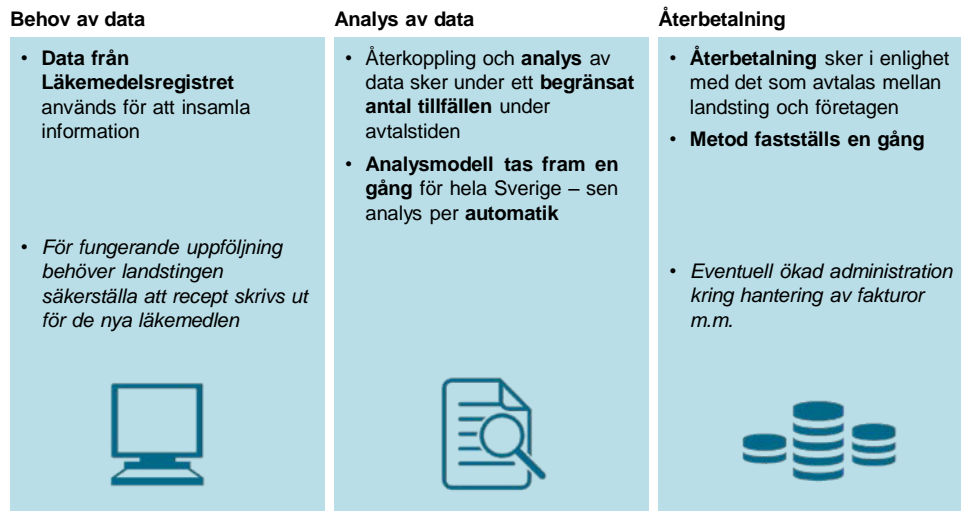 Behov av data
• Data från
Läkemedelsregistret
används för att insamla
information
• För fungerande uppföljning
behöver landstingen
säkerställa att recept skrivs ut
för de nya läkemedlen
Analys av data
• Återkoppling och analys av
data sker under ett begränsat
antal tillfällen under
avtalstiden
• Analysmodell tas fram en
gång för hela Sverige – sen
analys per automatik
Återbetalning
• Återbetalning sker i enlighet
med det som avtalas mellan
landsting och företagen
• Metod fastställs en gång
• Eventuell ökad administration
kring hantering av fakturor
m.m.